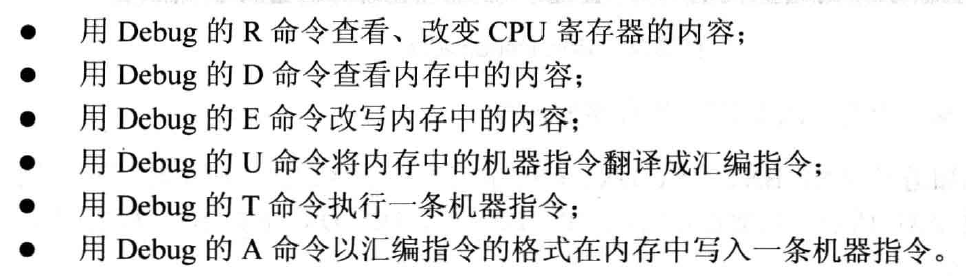 ● 用 Debug 的 R 命令查看、改变 CPU 寄存器的内容；
● 用 Debug 的 D 命令查看内存中的内容；
● 用 Debug 的 E 命令改写内存中的内容；
● 用 Debug 的 U 命令将内存中的机器指令翻译成汇编指令；
● 用 Debug 的 T 命令执行一条机器指令；
● 用 Debug 的 A 命令以汇编指令的格式在内存中写入一条机器指令。